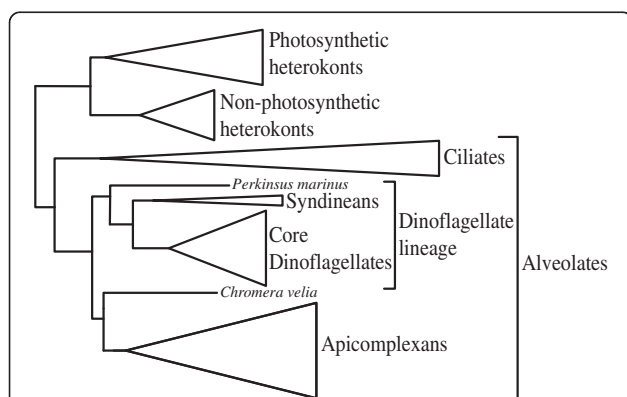 Photosynthetic
heterokonts
Non-photosynthetic
heterokonts
Ciliates
Perkinsus marinus
Syndineans
Core
Dinoflagellates
Dinoflagellate
lineage
Alveolates
Chromera velia
Apicomplexans